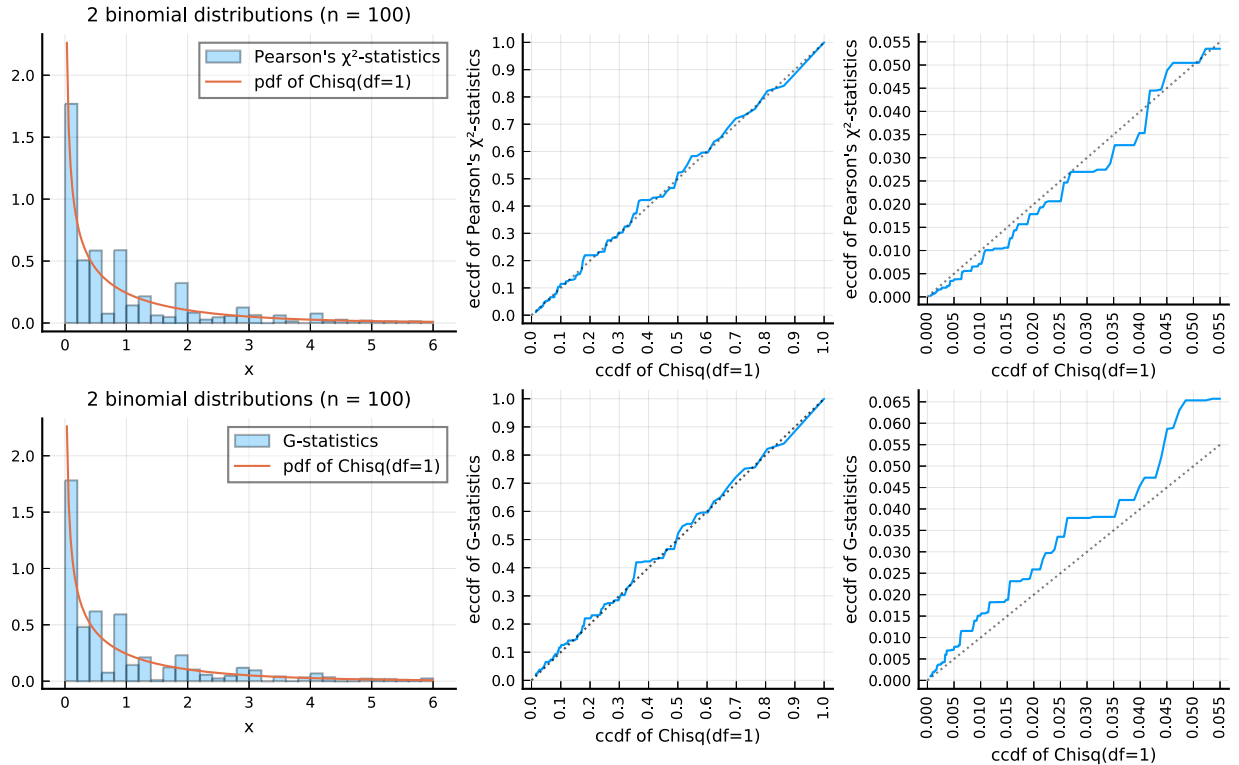 2 binomial distributions (n = 100)
2.0
1.5
1.0
0.5
0.0
0 1 2 3 4 5 6
x
Pearson's χ²-statistics
pdf of Chisq(df=1)
eccdf of Pearson's χ²-statistics
1.0
0.9
0.8
0.7
0.6
0.5
0.4
0.3
0.2
0.1
0.0
0.0 0.1 0.2 0.3 0.4 0.5 0.6 0.7 0.8 0.9 1.0
ccdf of Chisq(df=1)
eccdf of Pearson's χ²-statistics
0.055
0.050
0.045
0.040
0.035
0.030
0.025
0.020
0.015
0.010
0.005
0.000
0.000 0.005 0.010 0.015 0.020 0.025 0.030 0.035 0.040 0.045 0.050 0.055
ccdf of Chisq(df=1)
2 binomial distributions (n = 100)
2.0
1.5
1.0
0.5
0.0
0 1 2 3 4 5 6
x
G-statistics
pdf of Chisq(df=1)
eccdf of G-statistics
1.0
0.9
0.8
0.7
0.6
0.5
0.4
0.3
0.2
0.1
0.0
0.0 0.1 0.2 0.3 0.4 0.5 0.6 0.7 0.8 0.9 1.0
ccdf of Chisq(df=1)
eccdf of G-statistics
0.065
0.060
0.055
0.050
0.045
0.040
0.035
0.030
0.025
0.020
0.015
0.010
0.005
0.000
0.000 0.005 0.010 0.015 0.020 0.025 0.030 0.035 0.040 0.045 0.050 0.055
ccdf of Chisq(df=1)